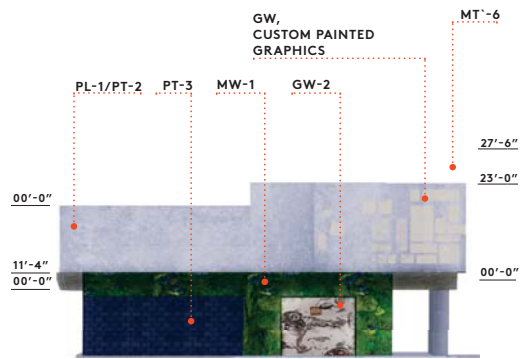 GW,
CUSTOM PAINTED
GRAPHICS
MT`-6
PL-1/PT-2
PT-3
MW-1
GW-2
27'-6"
23'-0"
00'-0"
11'-4"
00'-0"
00'-0"